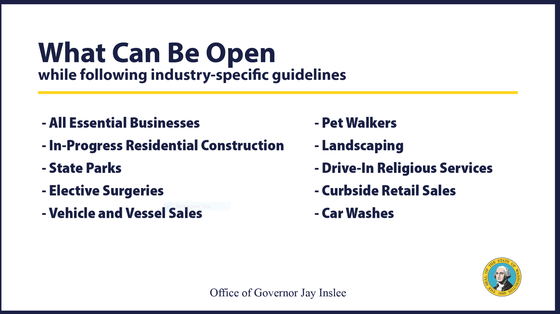 What Can Be Open
while following industry-specific guidelines
- All Essential Businesses
- In-Progress Residential Construction
- State Parks
- Elective Surgeries
- Vehicle and Vessel Sales
- Pet Walkers
- Landscaping
- Drive-In Religious Services
- Curbside Retail Sales
- Car Washes
Office of Governor Jay Inslee